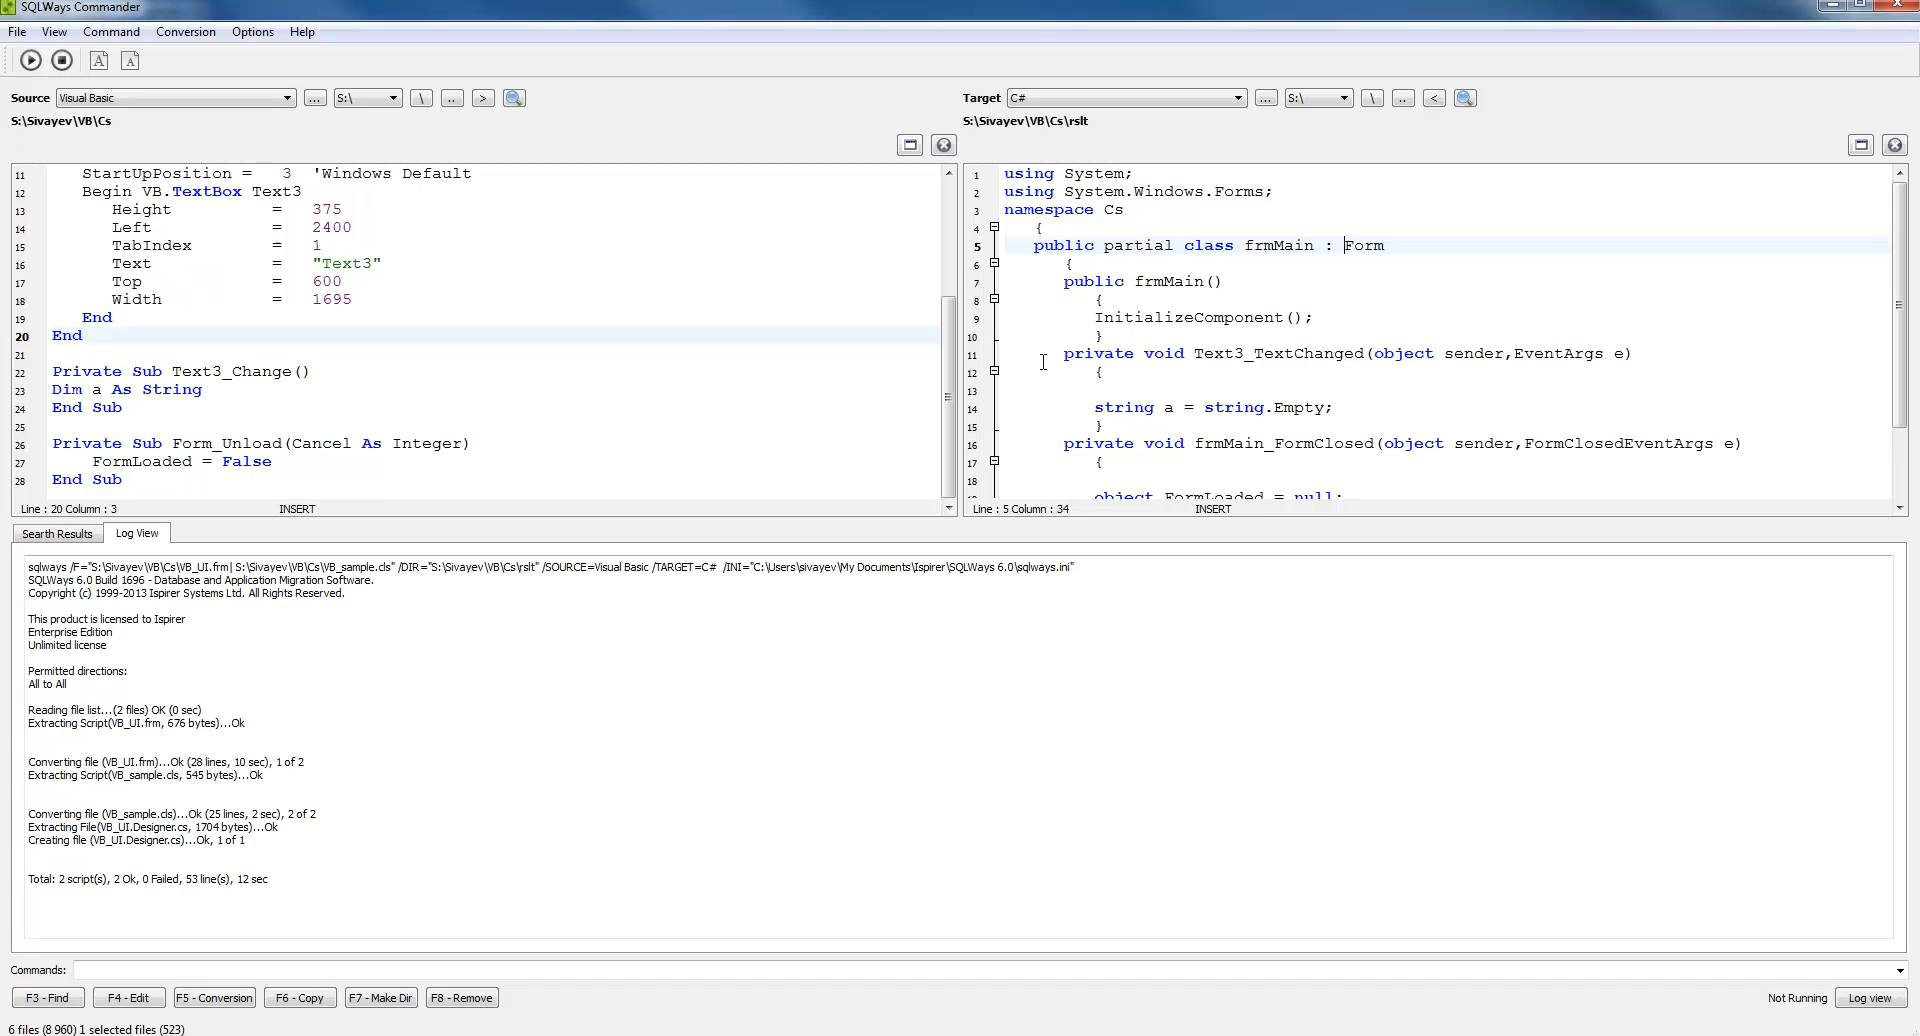 SQLWays Commander
File View Command Conversion Options Help
A A
Source Visual Basic ... S:\ \ .. >
S:\Sivayev\VB\Cs
Target C# ... S:\ \ .. <
S:\Sivayev\VB\Cs\rslt
11 StartUpPosition = 3 'Windows Default
12 Begin VB.TextBox Text3
13 Height = 375
14 Left = 2400
15 TabIndex = 1
16 Text = "Text3"
17 Top = 600
18 Width = 1695
19 End
20 End
21
22 Private Sub Text3_Change()
23 Dim a As String
24 End Sub
25
26 Private Sub Form_Unload(Cancel As Integer)
27 FormLoaded = False
28 End Sub
Line : 20 Column : 3 INSERT
1 using System;
2 using System.Windows.Forms;
3 namespace Cs
4 {
5 public partial class frmMain : Form
6 {
7 public frmMain()
8 {
9 InitializeComponent();
10 }
11 private void Text3_TextChanged(object sender,EventArgs e)
12 {
13
14 string a = string.Empty;
15 }
16 private void frmMain_FormClosed(object sender,FormClosedEventArgs e)
17 {
18
object FormLoaded = null;
Line : 5 Column : 34 INSERT
Searth Results Log View
sqlways /F="S:\Sivayev\VB\Cs\VB_UI.frm| S:\Sivayev\VB\Cs\VB_sample.cls" /DIR="S:\Sivayev\VB\Cs\rslt" /SOURCE=Visual Basic /TARGET=C# /INI="C:\Users\sivayev\My Documents\Ispirer\SQLWays 6.0\sqlways.ini"
SQLWays 6.0 Build 1696 - Database and Application Migration Software.
Copyright (c) 1999-2013 Ispirer Systems Ltd. All Rights Reserved.
This product is licensed to Ispirer
Enterprise Edition
Unlimited license
Permitted directions:
All to All
Reading file list...(2 files) OK (0 sec)
Extracting Script(VB_UI.frm, 676 bytes)...Ok
Converting file (VB_UI.frm)...Ok (28 lines, 10 sec), 1 of 2
Extracting Script(VB_sample.cls, 545 bytes)...Ok
Converting file (VB_sample.cls)...Ok (25 lines, 2 sec), 2 of 2
Extracting File(VB_UI.Designer.cs, 1704 bytes)...Ok
Creating file (VB_UI.Designer.cs)...Ok, 1 of 1
Total: 2 script(s), 2 Ok, 0 Failed, 53 line(s), 12 sec
Commands:
F3 - Find F4 - Edit F5 - Conversion F6 - Copy F7 - Make Dir F8 - Remove Not Running Log view
6 files (8 960) 1 selected files (523)